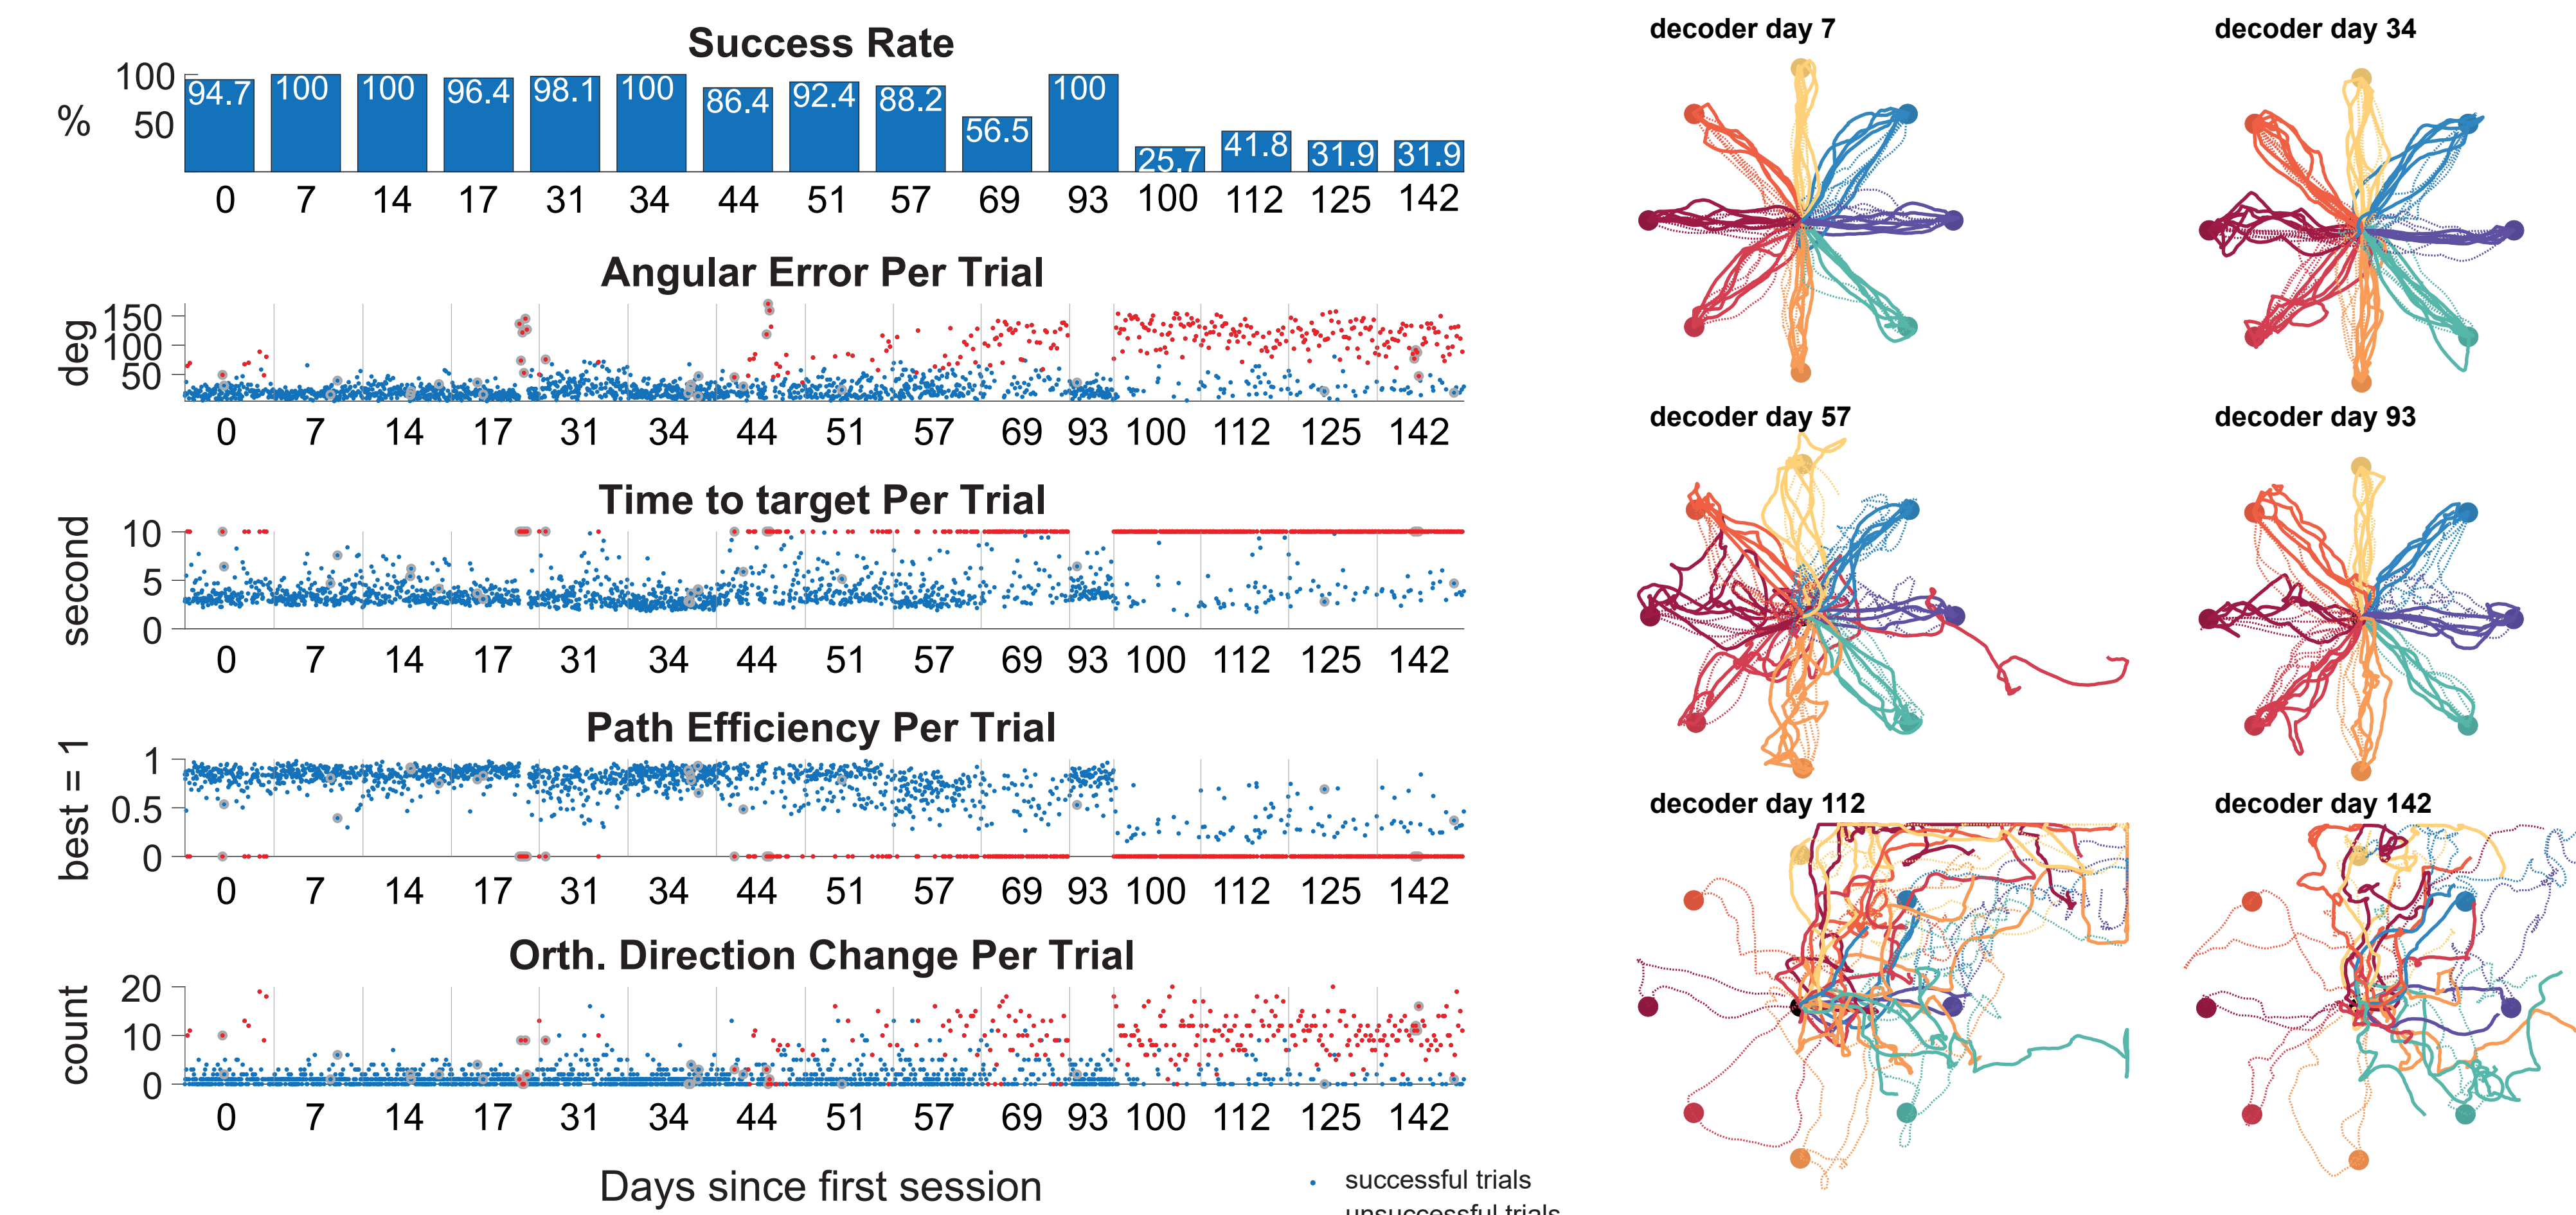 Success Rate
100
50
%
94.7 100 100 96.4 98.1 100 86.4 92.4 88.2 56.5 100 25.7 41.8 31.9 31.9
0 7 14 17 31 34 44 51 57 69 93 100 112 125 142
Angular Error Per Trial
150
100
50
deg
0 7 14 17 31 34 44 51 57 69 93 100 112 125 142
Time to target Per Trial
10
5
0
second
0 7 14 17 31 34 44 51 57 69 93 100 112 125 142
Path Efficiency Per Trial
1
0.5
0
best = 1
0 7 14 17 31 34 44 51 57 69 93 100 112 125 142
Orth. Direction Change Per Trial
20
10
0
count
0 7 14 17 31 34 44 51 57 69 93 100 112 125 142
Days since first session
successful trials
unsuccessful trials
decoder day 7
decoder day 34
decoder day 57
decoder day 93
decoder day 112
decoder day 142